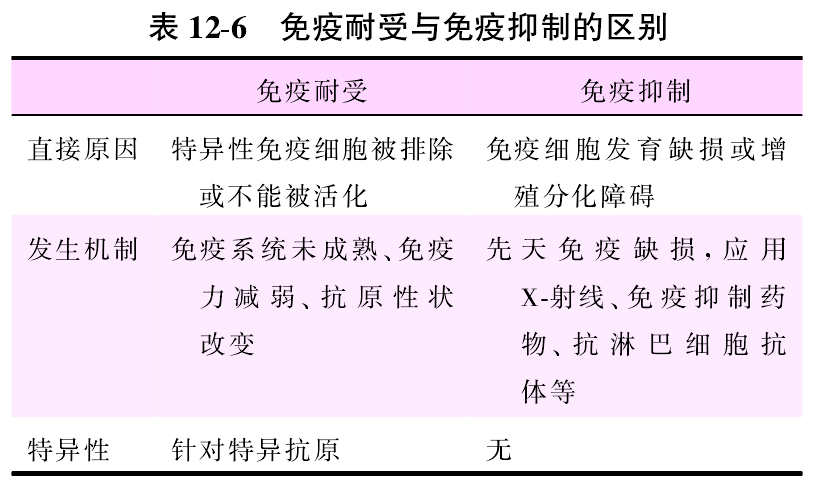 表 12-6 免疫耐受与免疫抑制的区别
免疫耐受 免疫抑制
直接原因 特异性免疫细胞被排除 免疫细胞发育缺损或增
或不能被活化 殖分化障碍
发生机制 免疫系统未成熟、免疫 先天免疫缺损，应用
力减弱、抗原性状 X-射线、免疫抑制药
改变 物、抗淋巴细胞抗
体等
特异性 针对特异抗原 无